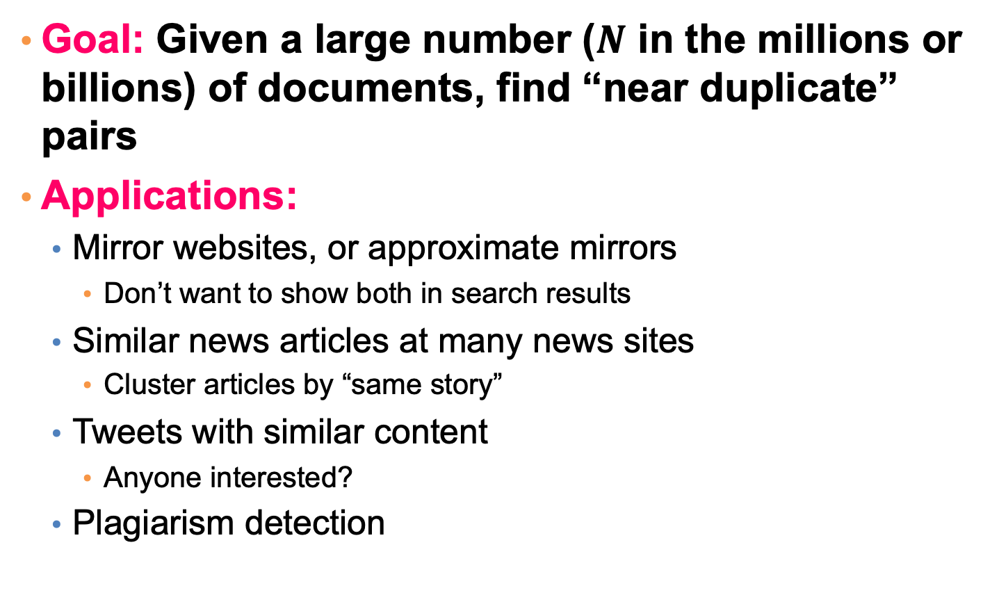 • Goal: Given a large number (N in the millions or
billions) of documents, find “near duplicate”
pairs
• Applications:
• Mirror websites, or approximate mirrors
• Don’t want to show both in search results
• Similar news articles at many news sites
• Cluster articles by “same story”
• Tweets with similar content
• Anyone interested?
• Plagiarism detection